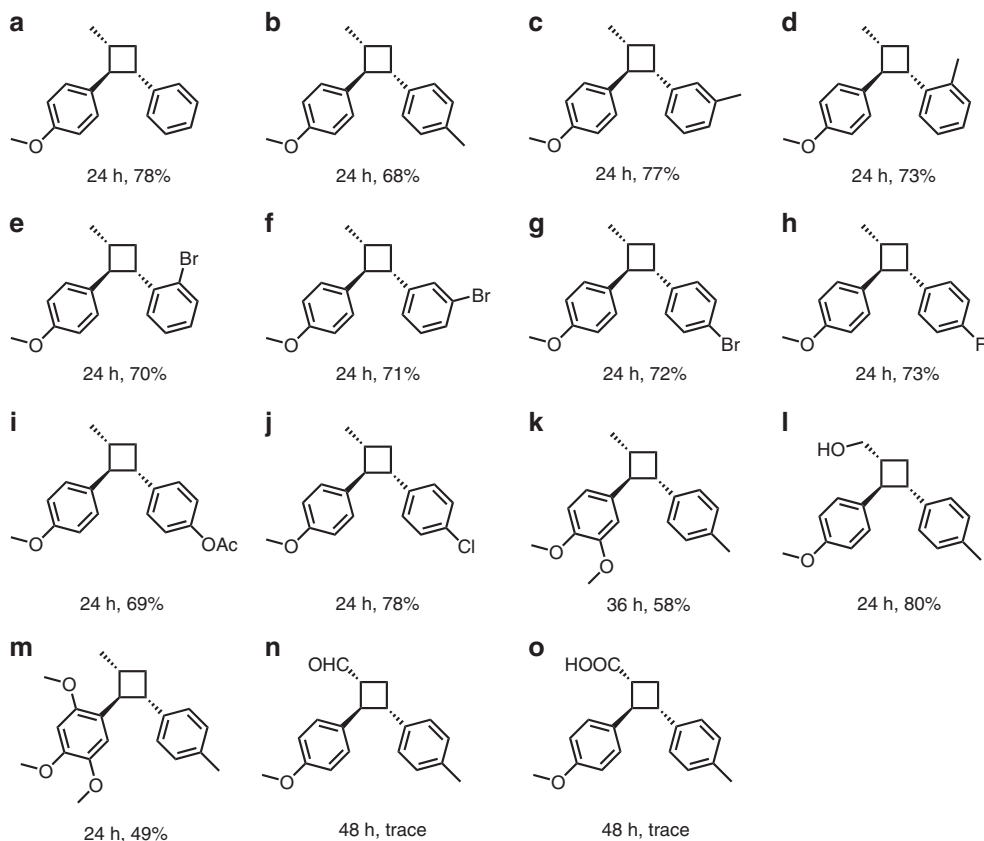 a b c d
O O O O
24 h, 78% 24 h, 68% 24 h, 77% 24 h, 73%
e f g h
Br
Br
O O O Br O F
24 h, 70% 24 h, 71% 24 h, 72% 24 h, 73%
i j k l
HO
O OAc O Cl O O O
24 h, 69% 24 h, 78% 36 h, 58% 24 h, 80%
m n o
OHC HOOC
O
O O O O
24 h, 49% 48 h, trace 48 h, trace